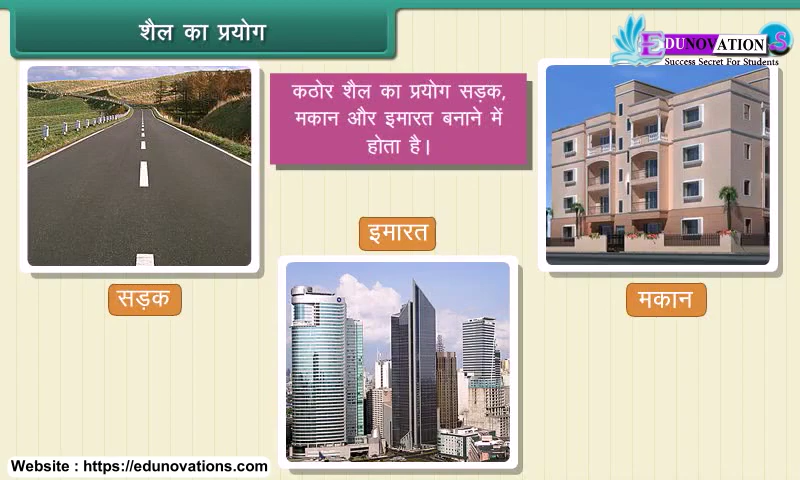 शैल का प्रयोग
EDUNOVATION S
Success Secret For Students
कठोर शैल का प्रयोग सड़क,
मकान और इमारत बनाने में
होता है।
इमारत
सड़क
मकान
Website : https://edunovations.com